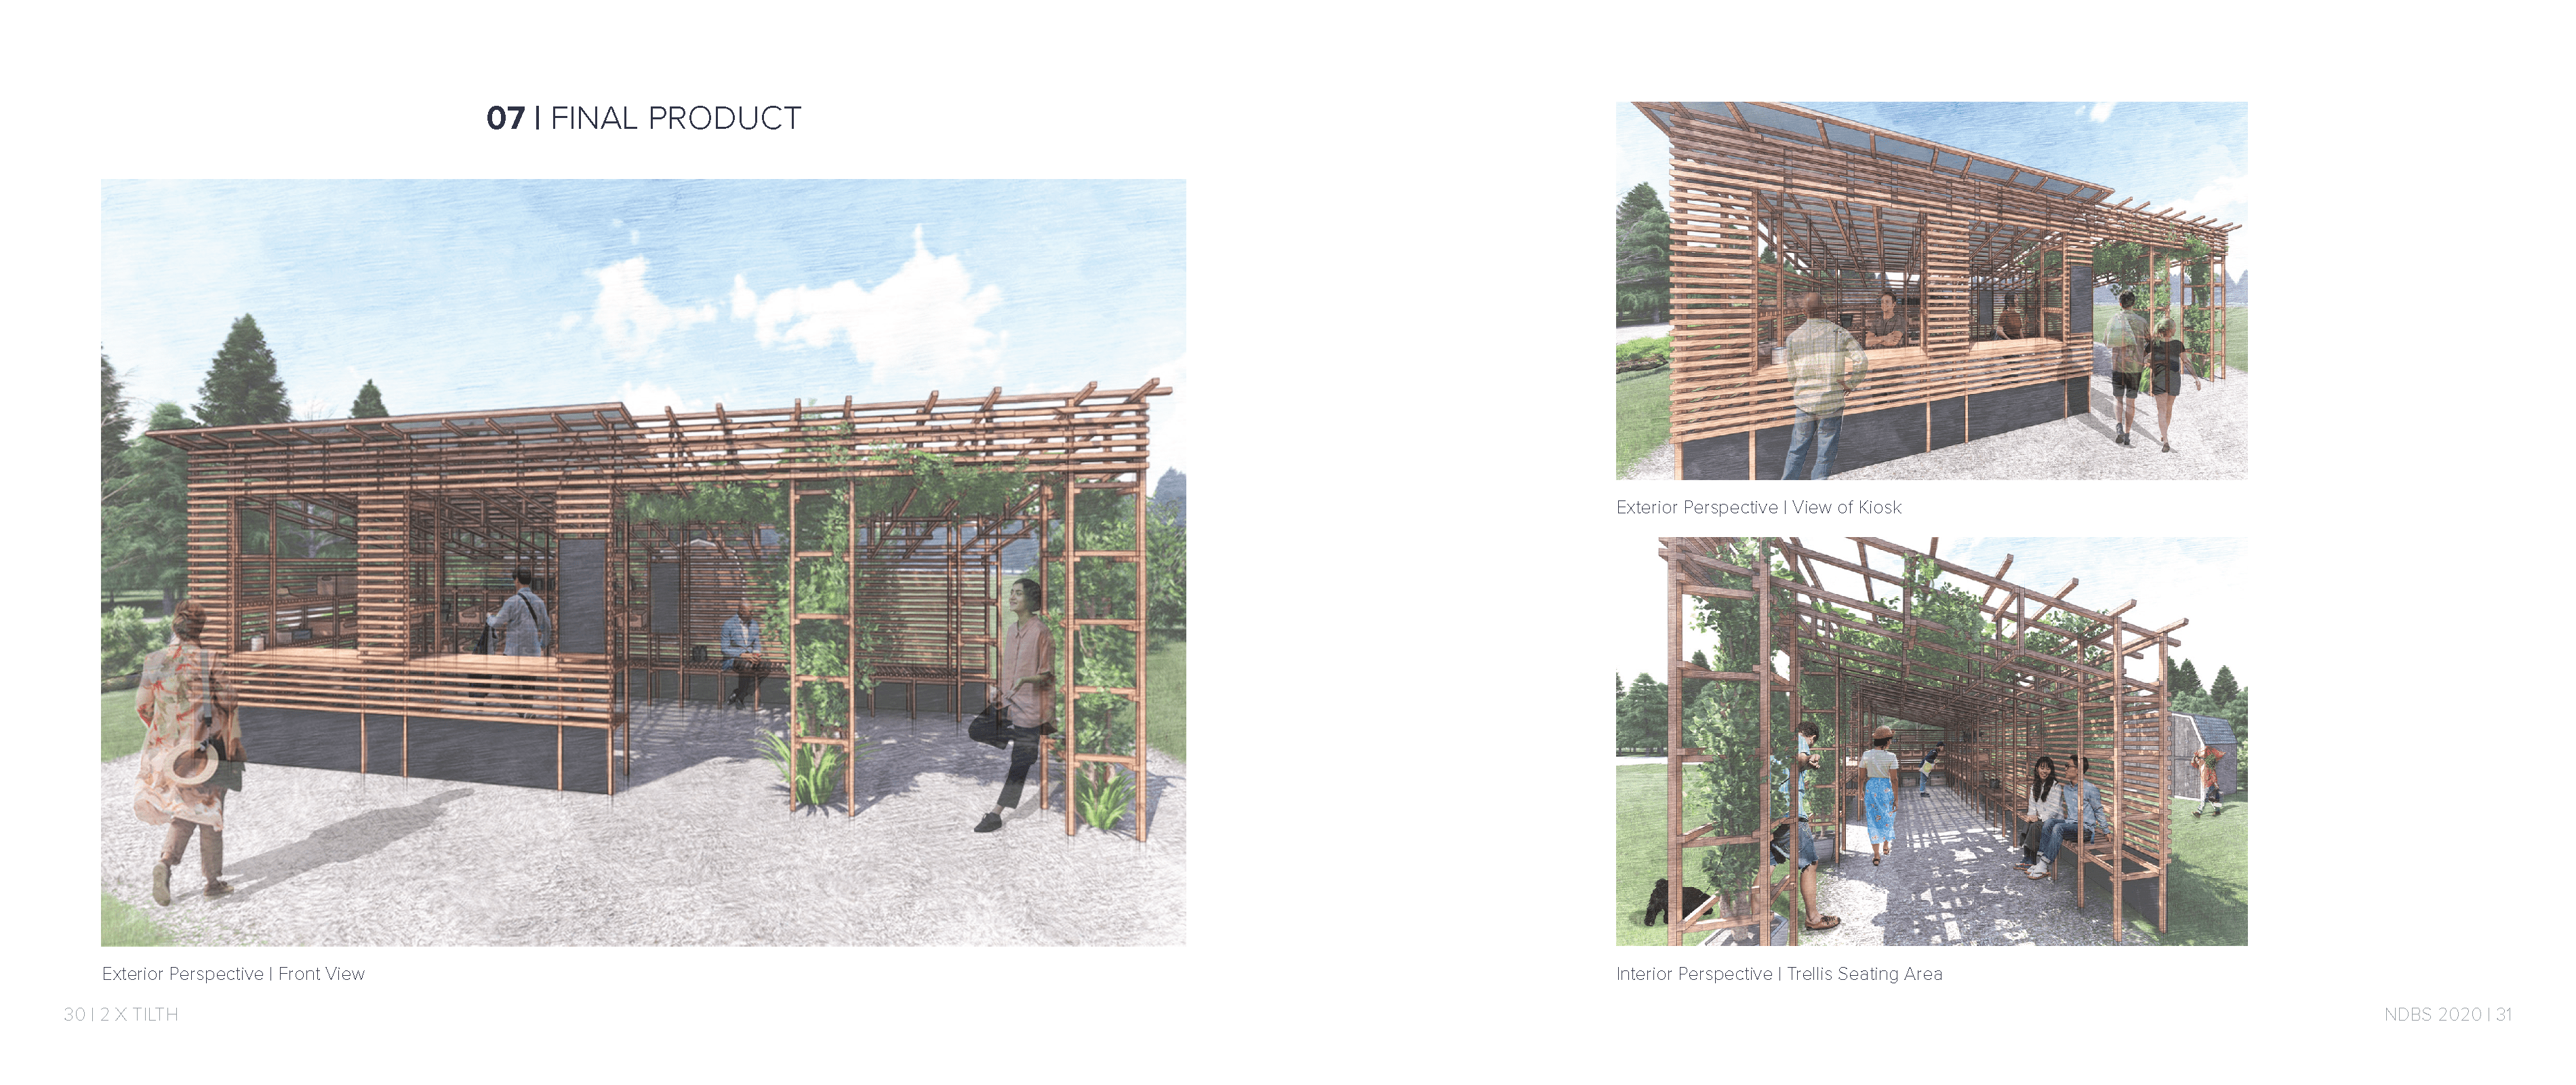 07 | FINAL PRODUCT
Exterior Perspective | Front View
30 | 2 X TILTH
Exterior Perspective | View of Kiosk
Interior Perspective | Trellis Seating Area
NDBS 2020 | 31